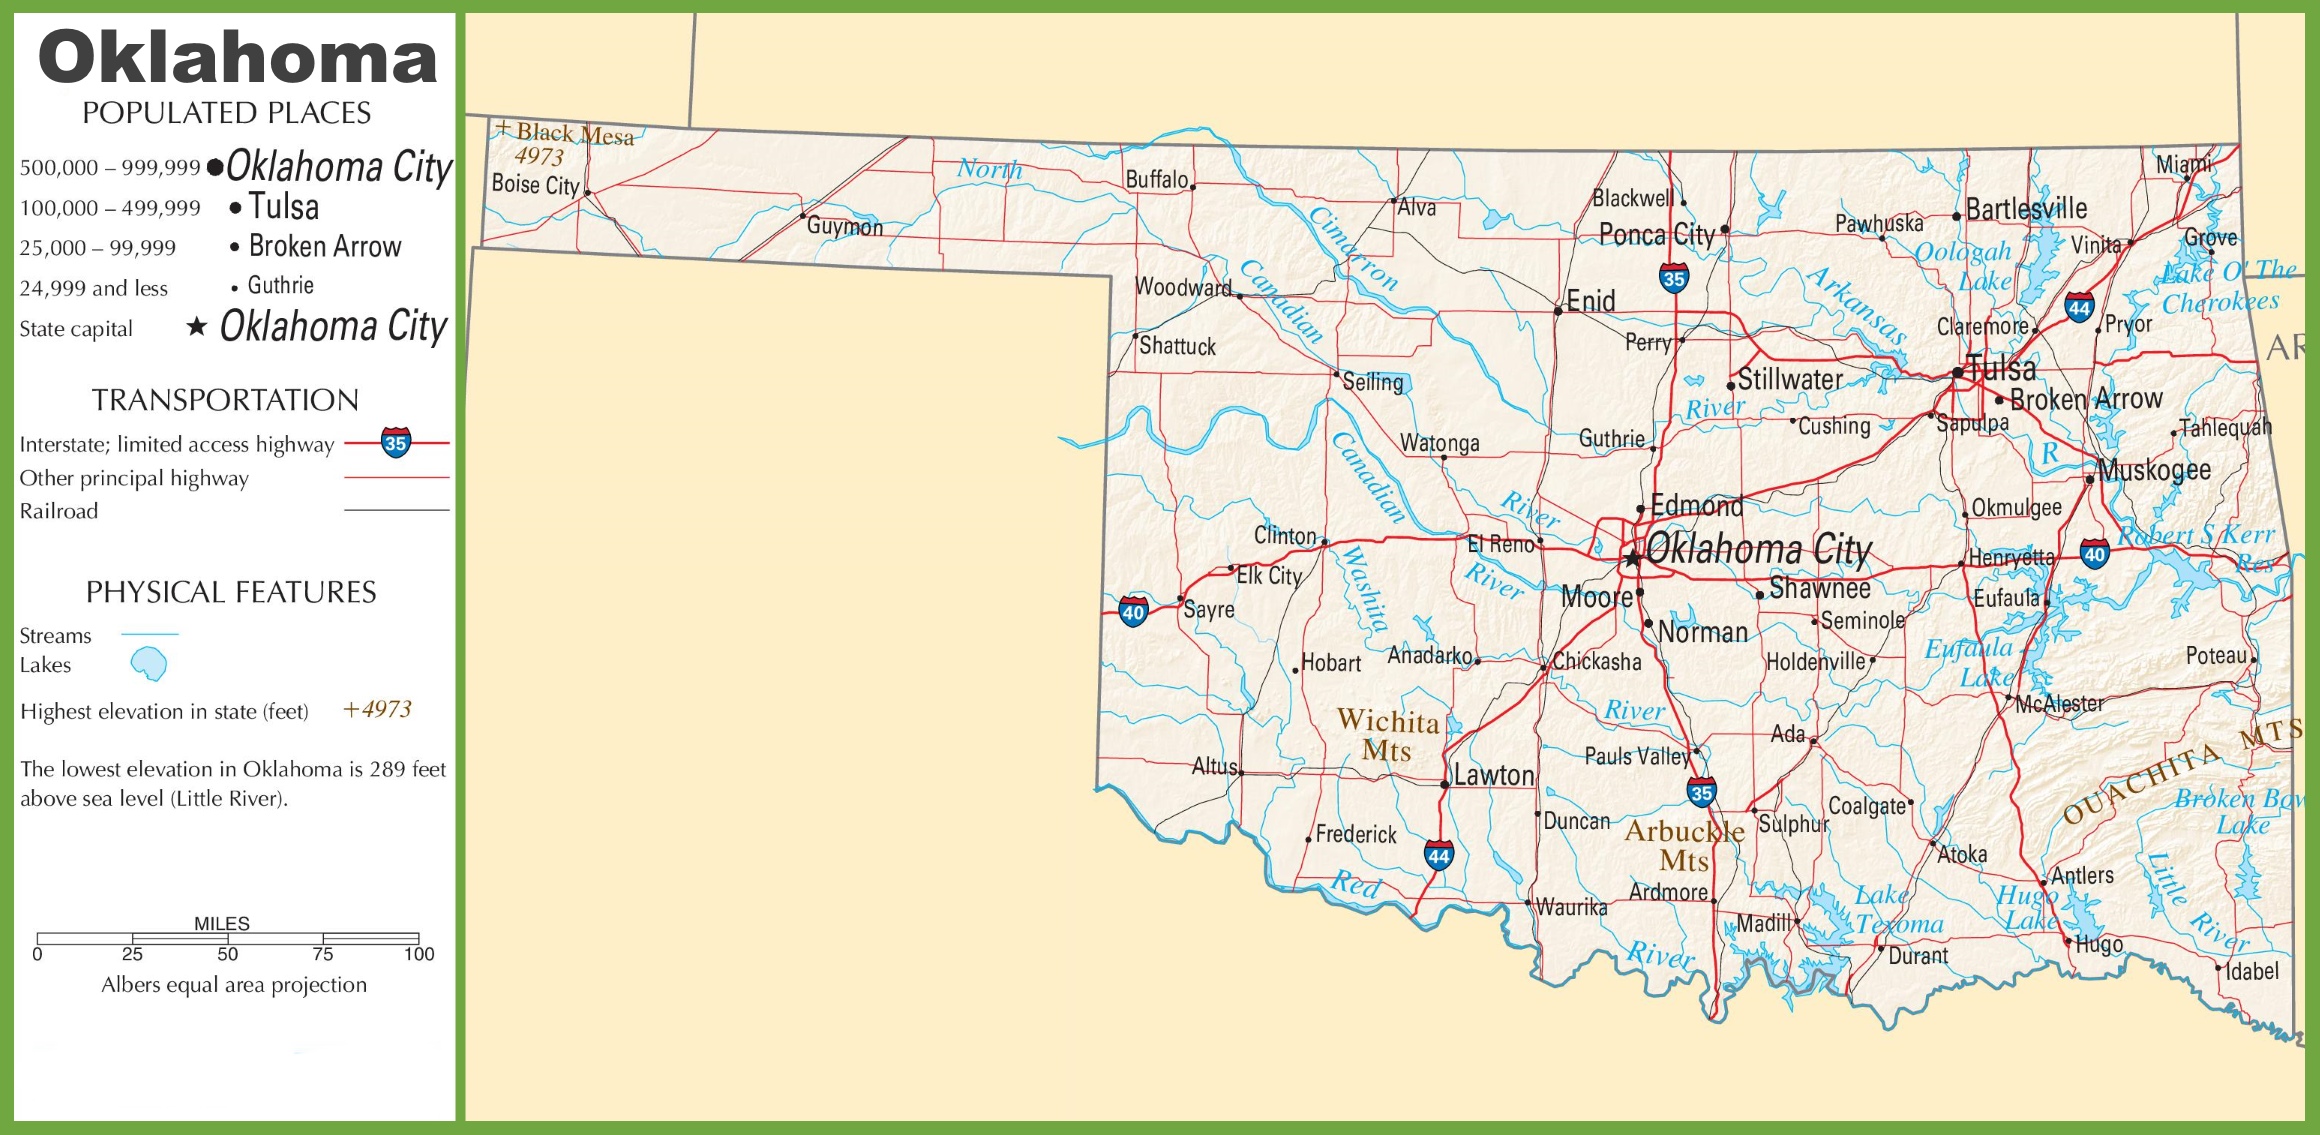 Oklahoma
POPULATED PLACES
500,000 – 999,999 Oklahoma City
100,000 – 499,999 Tulsa
25,000 – 99,999 Broken Arrow
24,999 and less Guthrie
State capital Oklahoma City
TRANSPORTATION
Interstate; limited access highway 35
Other principal highway
Railroad
PHYSICAL FEATURES
Streams
Lakes
Highest elevation in state (feet) +4973
The lowest elevation in Oklahoma is 289 feet
above sea level (Little River).
MILES
0 25 50 75 100
Albers equal area projection
+ Black Mesa
4973
Boise City
Guymon
North
Buffalo
Alva
Cimarron
Blackwell
Ponca City
Pawhuska
Bartlesville
Miami
Vinita
Grove
Oologah
Lake
Lake O' The
Cherokees
Woodward
Canadian
Enid
35
Arkansas
44
Claremore
Pryor
AR
Shattuck
Perry
Seiling
Stillwater
Tulsa
Broken Arrow
River
Cushing
Sapulpa
Tahlequah
Watonga
Guthrie
R
Muskogee
Canadian
River
Edmond
Okmulgee
Clinton
El Reno
Oklahoma City
Henryetta
40
Robert S Kerr
Res
Elk City
Washita
River
Moore
Shawnee
Eufaula
40
Sayre
Norman
Seminole
Eufaula
Lake
Hobart
Anadarko
Chickasha
Holdenville
Poteau
McAlester
Wichita
Mts
River
Pauls Valley
Ada
OUACHITA MTS
Altus
Lawton
35
Coalgate
Broken Bow
Lake
Frederick
Duncan
Arbuckle
Mts
Sulphur
44
Atoka
Red
Ardmore
Lake
Texoma
Antlers
Hugo
Lake
Little River
Waurika
Madill
River
Durant
Hugo
Idabel